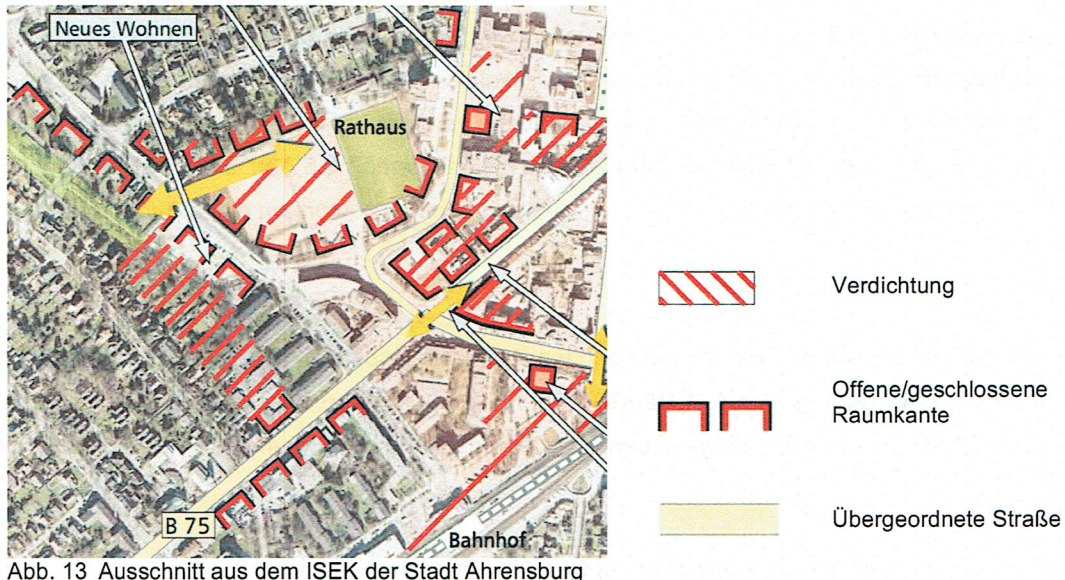 Neues Wohnen
Rathaus
B 75
Bahnhof
Verdichtung
Offene/geschlossene
Raumkante
Übergeordnete Straße
Abb. 13 Ausschnitt aus dem ISEK der Stadt Ahrensburg